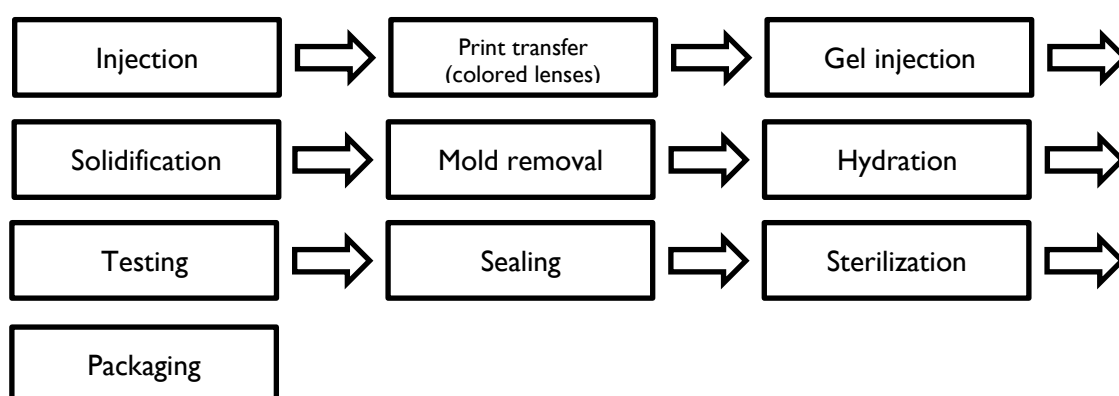 Injection
Print transfer
(colored lenses)
Gel injection
Solidification
Mold removal
Hydration
Testing
Sealing
Sterilization
Packaging